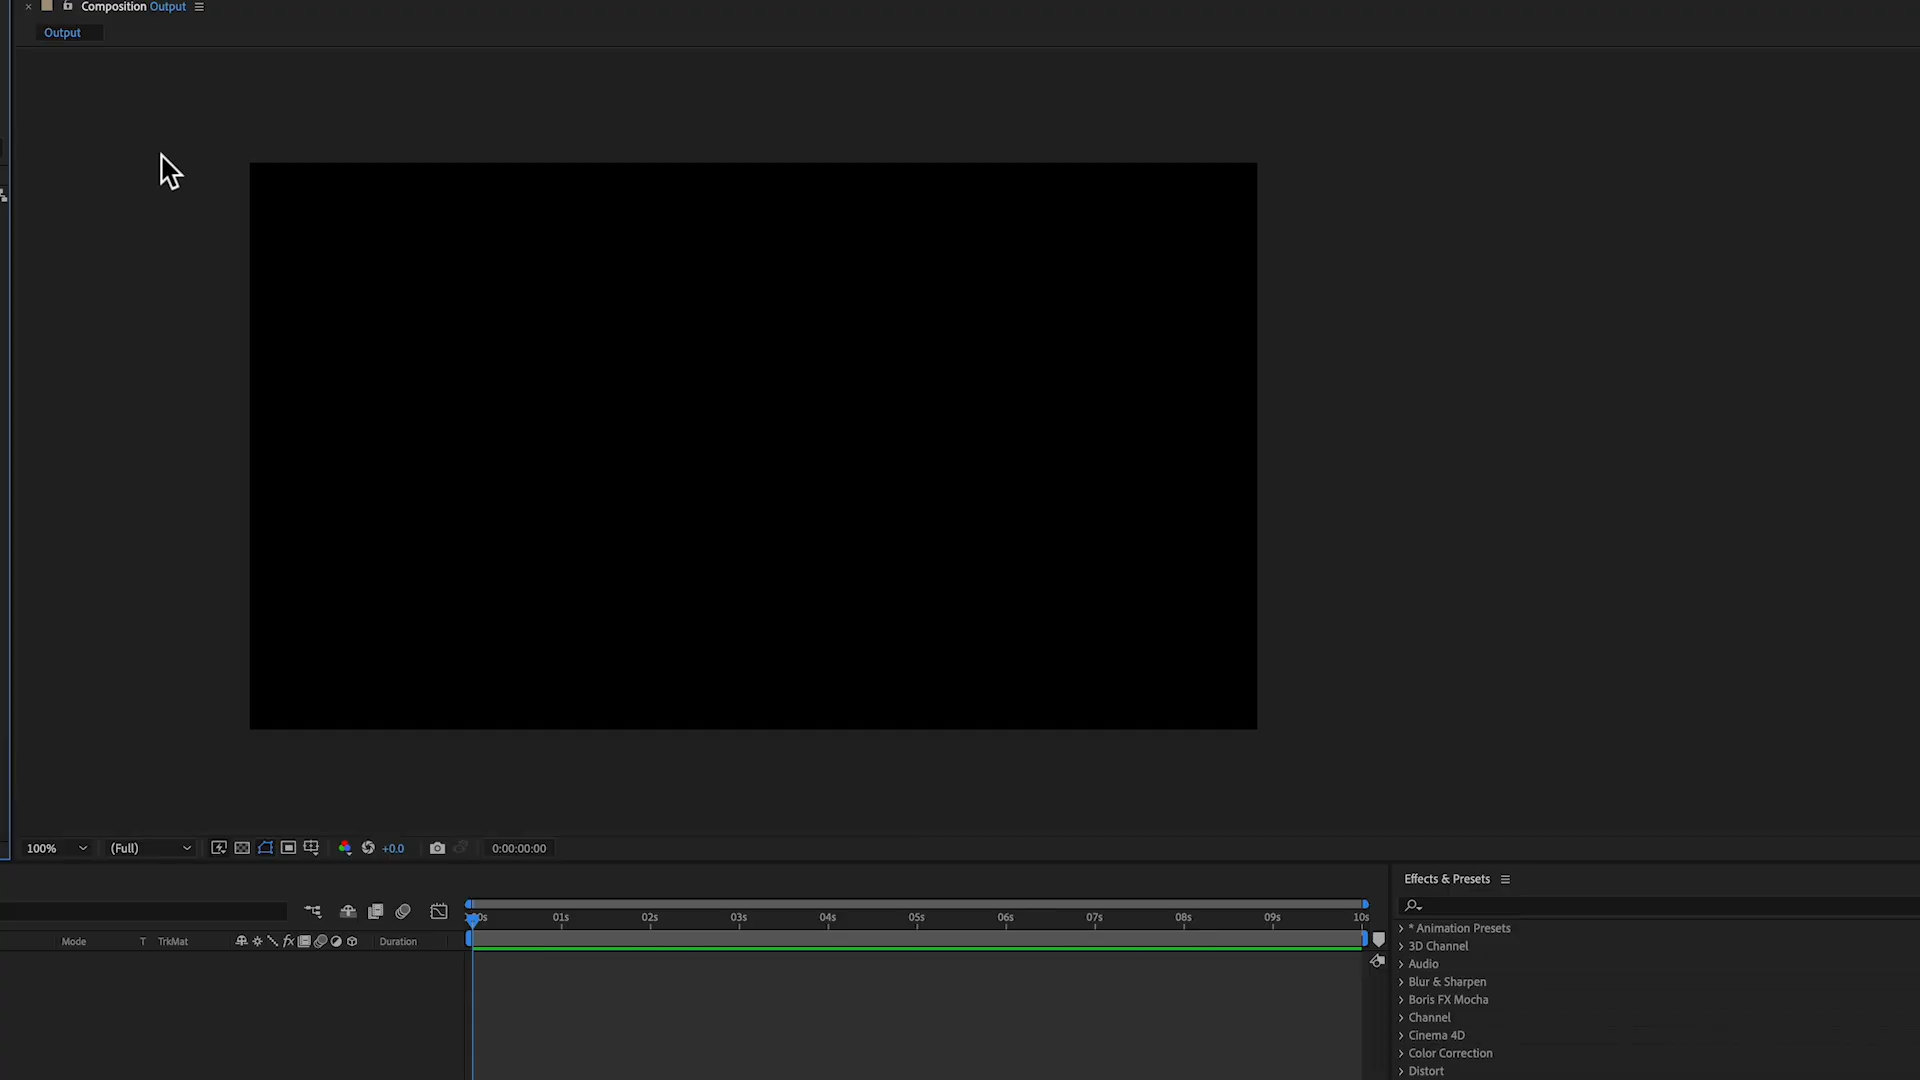 Composition Output
Output
100%
(Full)
+0.0
0:00:00:00
Effects & Presets
01s 02s 03s 04s 05s 06s 07s 08s 09s 10s
Mode T TrkMat fx Duration
* Animation Presets
3D Channel
Audio
Blur & Sharpen
Boris FX Mocha
Channel
Cinema 4D
Color Correction
Distort